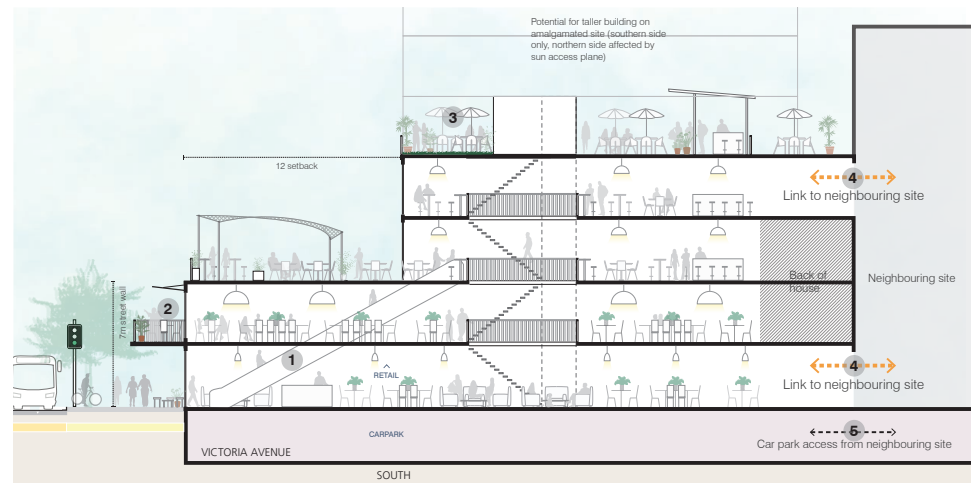 Potential for taller building on
amalgamated site (southern side
only, northern side affected by
sun access plane)
3
12 setback
4
Link to neighbouring site
Back of
house
Neighbouring site
7m street wall
2
1
RETAIL
4
Link to neighbouring site
CARPARK
5
Car park access from neighbouring site
VICTORIA AVENUE
SOUTH